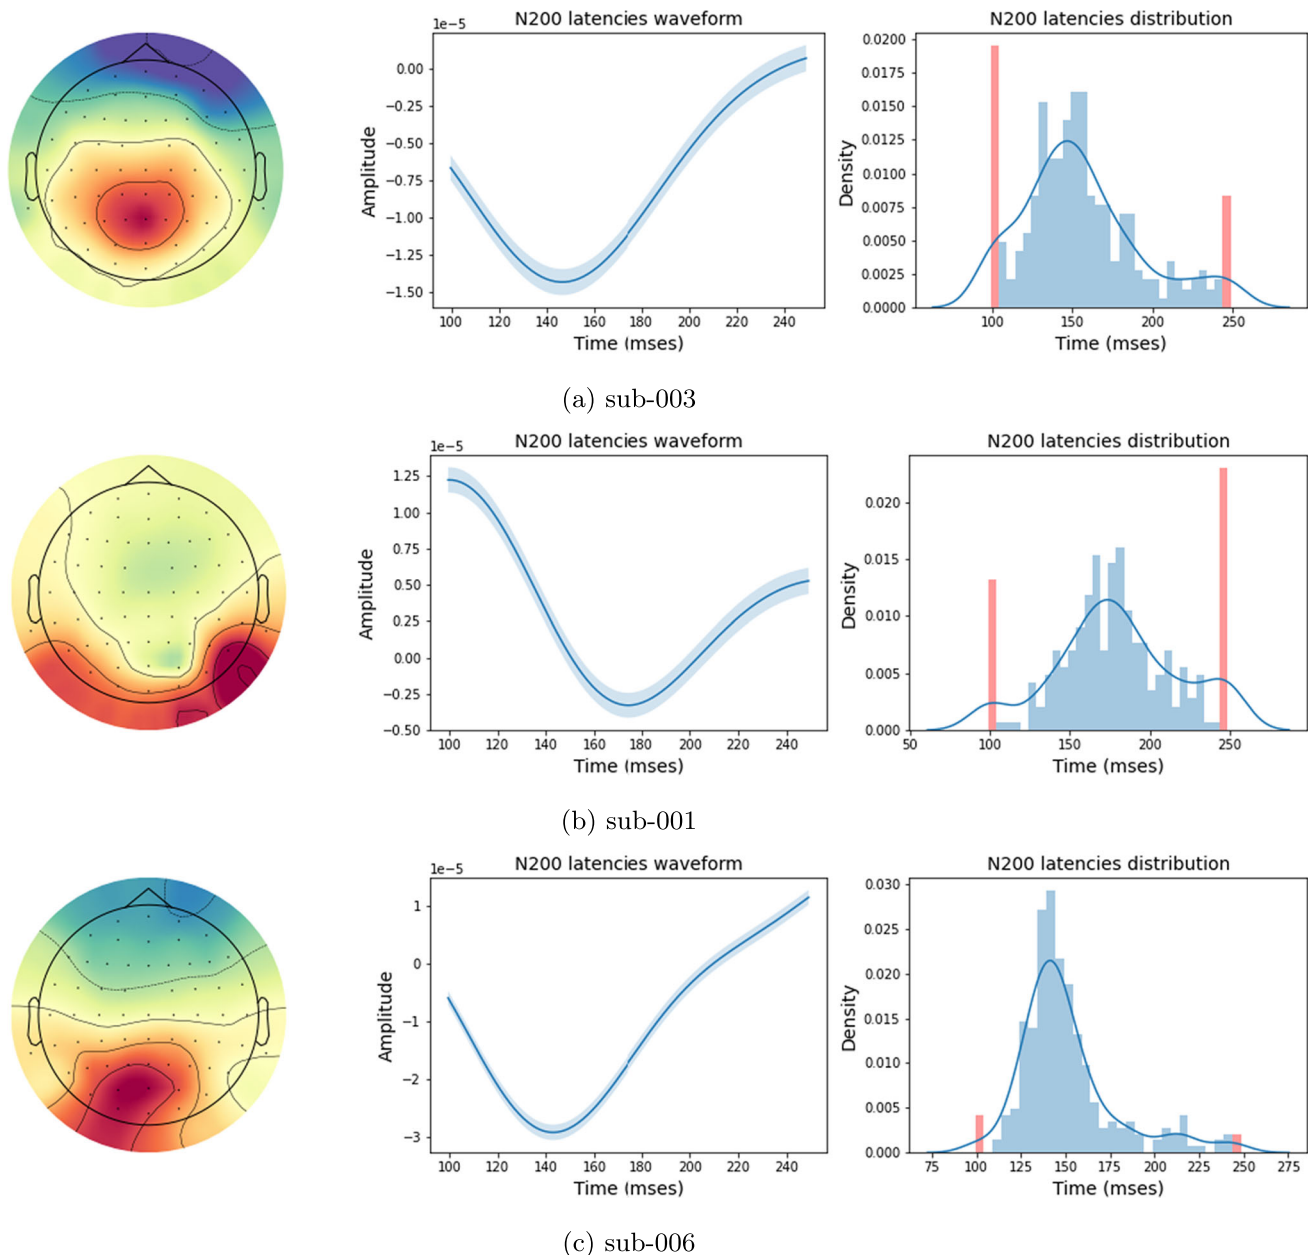 N200 latencies waveform
1e−5
0.00
−0.25
−0.50
−0.75
−1.00
−1.25
−1.50
Amplitude
100 120 140 160 180 200 220 240
Time (mses)
N200 latencies distribution
0.0200
0.0175
0.0150
0.0125
0.0100
0.0075
0.0050
0.0025
0.0000
Density
100 150 200 250
Time (mses)
(a) sub-003
N200 latencies waveform
1e−5
1.25
1.00
0.75
0.50
0.25
0.00
−0.25
−0.50
Amplitude
100 120 140 160 180 200 220 240
Time (mses)
N200 latencies distribution
0.020
0.015
0.010
0.005
0.000
Density
50 100 150 200 250
Time (mses)
(b) sub-001
N200 latencies waveform
1e−5
1
0
−1
−2
−3
Amplitude
100 120 140 160 180 200 220 240
Time (mses)
N200 latencies distribution
0.030
0.025
0.020
0.015
0.010
0.005
0.000
Density
75 100 125 150 175 200 225 250 275
Time (mses)
(c) sub-006